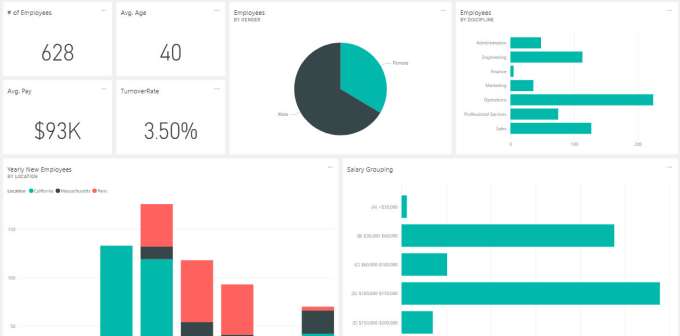 # of Employees
628
Avg. Age
40
Avg. Pay
$93K
TurnoverRate
3.50%
Employees
BY GENDER
Female
Male
Employees
BY DISCIPLINE
Administration
Engineering
Finance
Marketing
Operations
Professional Services
Sales
0 100 200
Yearly New Employees
BY LOCATION
Location California Massachusetts Paris
150
100
50
Salary Grouping
(A) <$30,000
(B) $30,000-$60,000
(C) $60,000-$100,000
(D) $100,000-$150,000
(E) $150,000-$200,000